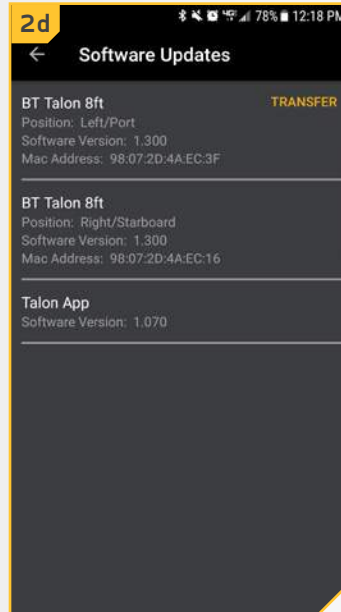 2d
78% 12:18 PM
Software Updates
BT Talon 8ft TRANSFER
Position: Left/Port
Software Version: 1.300
Mac Address: 98:07:2D:4A:EC:3F
BT Talon 8ft
Position: Right/Starboard
Software Version: 1.300
Mac Address: 98:07:2D:4A:EC:16
Talon App
Software Version: 1.070